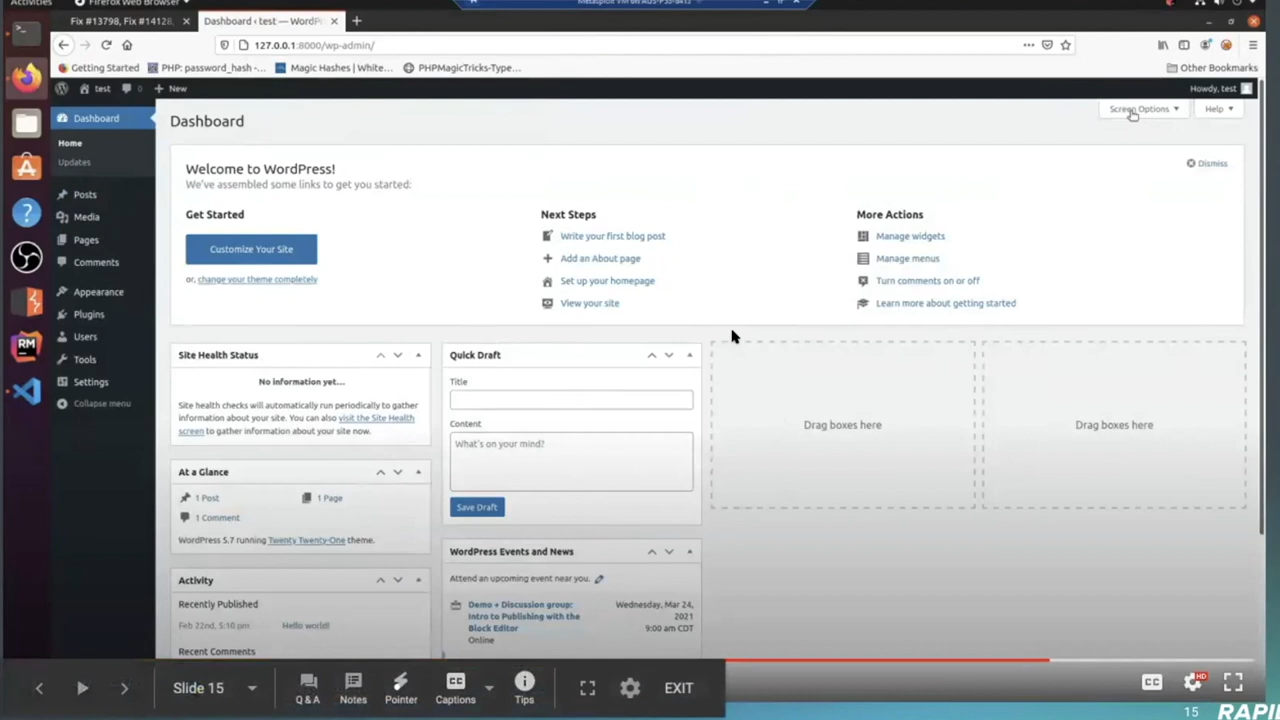 Activities
Firefox Web Browser
Fix #13798, Fix #14128,
Dashboard ‹ test — WordPr
127.0.0.1:8000/wp-admin/
Getting Started
PHP: password_hash -...
Magic Hashes | White...
PHPMagicTricks-Type...
Other Bookmarks
test
0
New
Howdy, test
Dashboard
Home
Updates
Posts
Media
Pages
Comments
Appearance
Plugins
Users
Tools
Settings
Collapse menu
Dashboard
Screen Options
Help
Welcome to WordPress!
We've assembled some links to get you started:
Dismiss
Get Started
Customize Your Site
or, change your theme completely
Next Steps
Write your first blog post
Add an About page
Set up your homepage
View your site
More Actions
Manage widgets
Manage menus
Turn comments on or off
Learn more about getting started
Site Health Status
No information yet...
Site health checks will automatically run periodically to gather
information about your site. You can also visit the Site Health
screen to gather information about your site now.
At a Glance
1 Post
1 Page
1 Comment
WordPress 5.7 running Twenty Twenty-One theme.
Activity
Recently Published
Feb 22nd, 5:10 pm
Hello world!
Recent Comments
Quick Draft
Title
Content
What's on your mind?
Save Draft
WordPress Events and News
Attend an upcoming event near you.
Demo + Discussion group:
Intro to Publishing with the
Block Editor
Online
Wednesday, Mar 24,
2021
9:00 am CDT
Drag boxes here
Drag boxes here
Slide 15
Q & A
Notes
Pointer
Captions
Tips
EXIT
CC
HD
15
RAPI